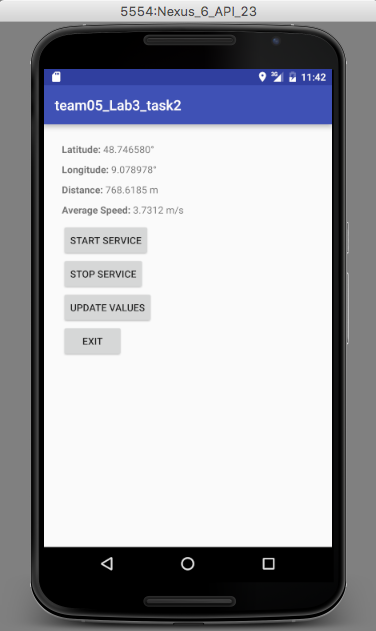 5554:Nexus_6_API_23
3G 11:42
team05_Lab3_task2
Latitude: 48.746580°
Longitude: 9.078978°
Distance: 768.6185 m
Average Speed: 3.7312 m/s
START SERVICE
STOP SERVICE
UPDATE VALUES
EXIT